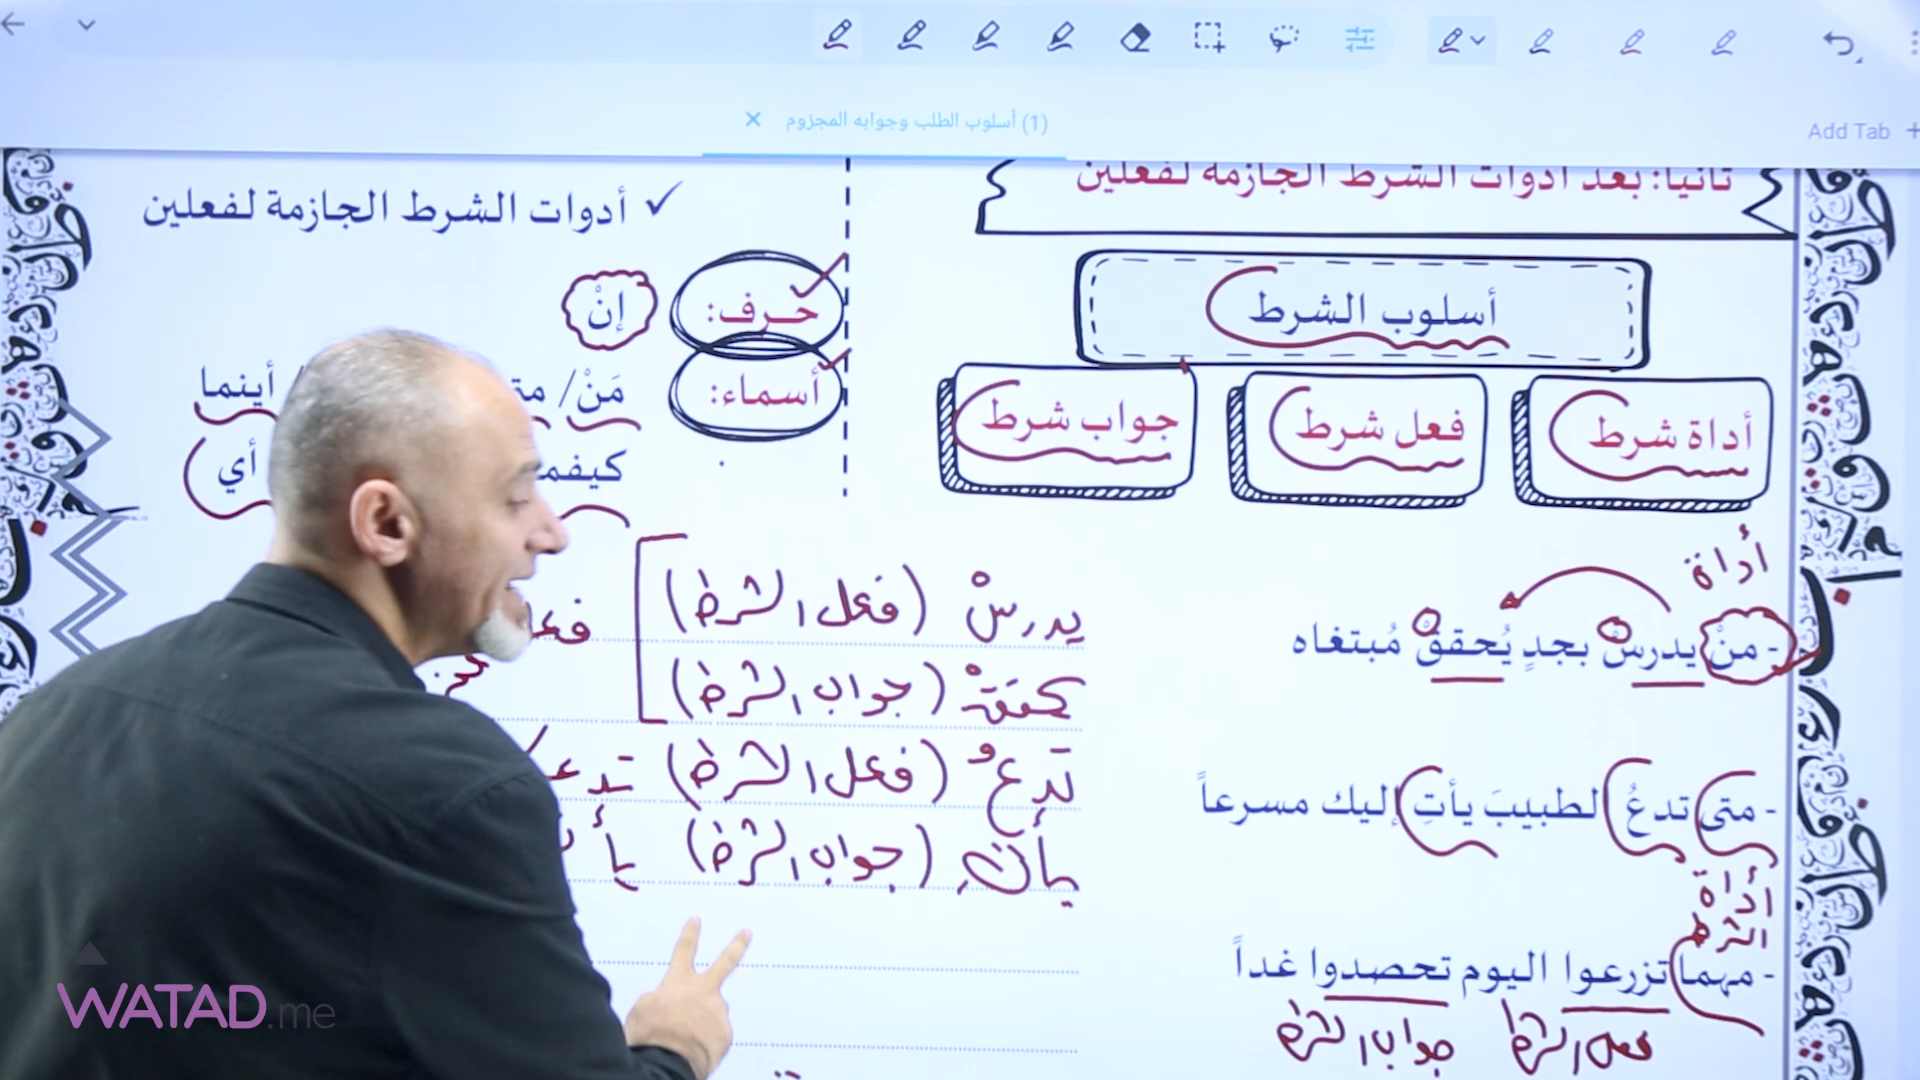 (1) أسلوب الطلب وجوابه المجزوم
Add Tab
ثانيا: بعد أدوات الشرط الجازمة لفعلين
أسلوب الشرط
أداة شرط
فعل شرط
جواب شرط
أداة
- منْ يدرسْ بجدٍ يُحققْ مُبتغاه
- متى تدعُ لطبيبَ يأتِ إليك مسرعاً
أداة
الشرط
- مهما تزرعوا اليوم تحصدوا غداً
فعل الشرط
جواب الشرط
✓ أدوات الشرط الجازمة لفعلين
حرف: إنْ
أسماء: مَنْ/ أينما
أي
يدرسْ (فعل الشرط)
يحققْ (جواب الشرط)
تدعُ (فعل الشرط)
يأتِ (جواب الشرط)
WATAD.me